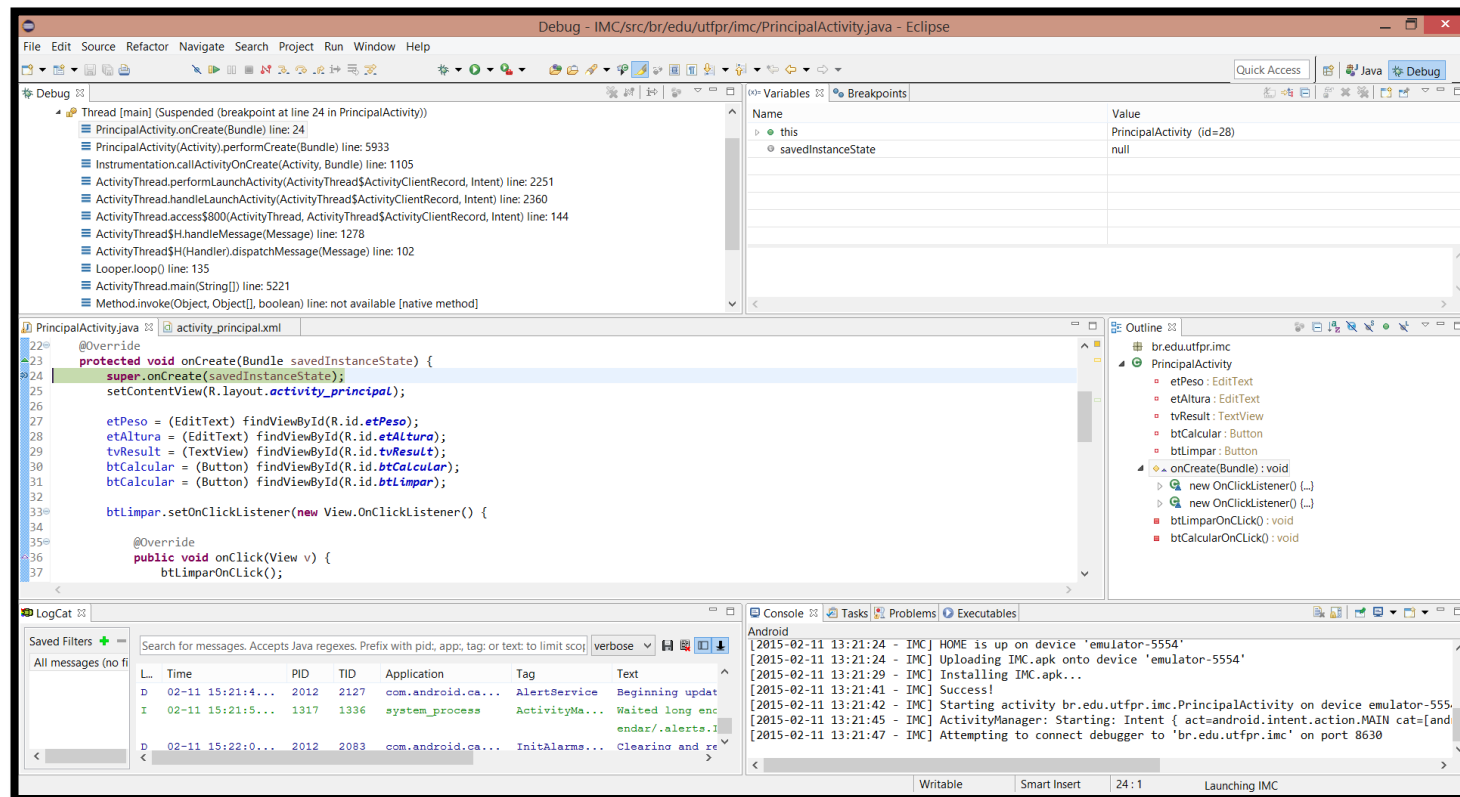 Debug - IMC/src/br/edu/utfpr/imc/PrincipalActivity.java - Eclipse
File Edit Source Refactor Navigate Search Project Run Window Help
Quick Access Java Debug
Debug
Thread [main] (Suspended (breakpoint at line 24 in PrincipalActivity))
PrincipalActivity.onCreate(Bundle) line: 24
PrincipalActivity(Activity).performCreate(Bundle) line: 5933
Instrumentation.callActivityOnCreate(Activity, Bundle) line: 1105
ActivityThread.performLaunchActivity(ActivityThread$ActivityClientRecord, Intent) line: 2251
ActivityThread.handleLaunchActivity(ActivityThread$ActivityClientRecord, Intent) line: 2360
ActivityThread.access$800(ActivityThread, ActivityThread$ActivityClientRecord, Intent) line: 144
ActivityThread$H.handleMessage(Message) line: 1278
ActivityThread$H(Handler).dispatchMessage(Message) line: 102
Looper.loop() line: 135
ActivityThread.main(String[]) line: 5221
Method.invoke(Object, Object[], boolean) line: not available [native method]
(x)= Variables Breakpoints
Name Value
this PrincipalActivity (id=28)
savedInstanceState null
PrincipalActivity.java activity_principal.xml
22 @Override
23 protected void onCreate(Bundle savedInstanceState) {
24 super.onCreate(savedInstanceState);
25 setContentView(R.layout.activity_principal);
26
27 etPeso = (EditText) findViewById(R.id.etPeso);
28 etAltura = (EditText) findViewById(R.id.etAltura);
29 tvResult = (TextView) findViewById(R.id.tvResult);
30 btCalcular = (Button) findViewById(R.id.btCalcular);
31 btCalcular = (Button) findViewById(R.id.btLimpar);
32
33 btLimpar.setOnClickListener(new View.OnClickListener() {
34
35 @Override
36 public void onClick(View v) {
37 btLimparOnCLick();
Outline
br.edu.utfpr.imc
PrincipalActivity
etPeso : EditText
etAltura : EditText
tvResult : TextView
btCalcular : Button
btLimpar : Button
onCreate(Bundle) : void
new OnClickListener() {...}
new OnClickListener() {...}
btLimparOnCLick() : void
btCalcularOnCLick() : void
LogCat
Saved Filters
All messages (no fi
Search for messages. Accepts Java regexes. Prefix with pid:, app:, tag: or text: to limit scop verbose
L... Time PID TID Application Tag Text
D 02-11 15:21:4... 2012 2127 com.android.ca... AlertService Beginning updat
I 02-11 15:21:5... 1317 1336 system_process ActivityMa... Waited long enc
endar/.alerts.I
D 02-11 15:22:0... 2012 2083 com.android.ca... InitAlarms... Clearing and re
Console Tasks Problems Executables
Android
[2015-02-11 13:21:24 - IMC] HOME is up on device 'emulator-5554'
[2015-02-11 13:21:24 - IMC] Uploading IMC.apk onto device 'emulator-5554'
[2015-02-11 13:21:29 - IMC] Installing IMC.apk...
[2015-02-11 13:21:41 - IMC] Success!
[2015-02-11 13:21:42 - IMC] Starting activity br.edu.utfpr.imc.PrincipalActivity on device emulator-555
[2015-02-11 13:21:45 - IMC] ActivityManager: Starting: Intent { act=android.intent.action.MAIN cat=[and
[2015-02-11 13:21:47 - IMC] Attempting to connect debugger to 'br.edu.utfpr.imc' on port 8630
Writable Smart Insert 24 : 1 Launching IMC